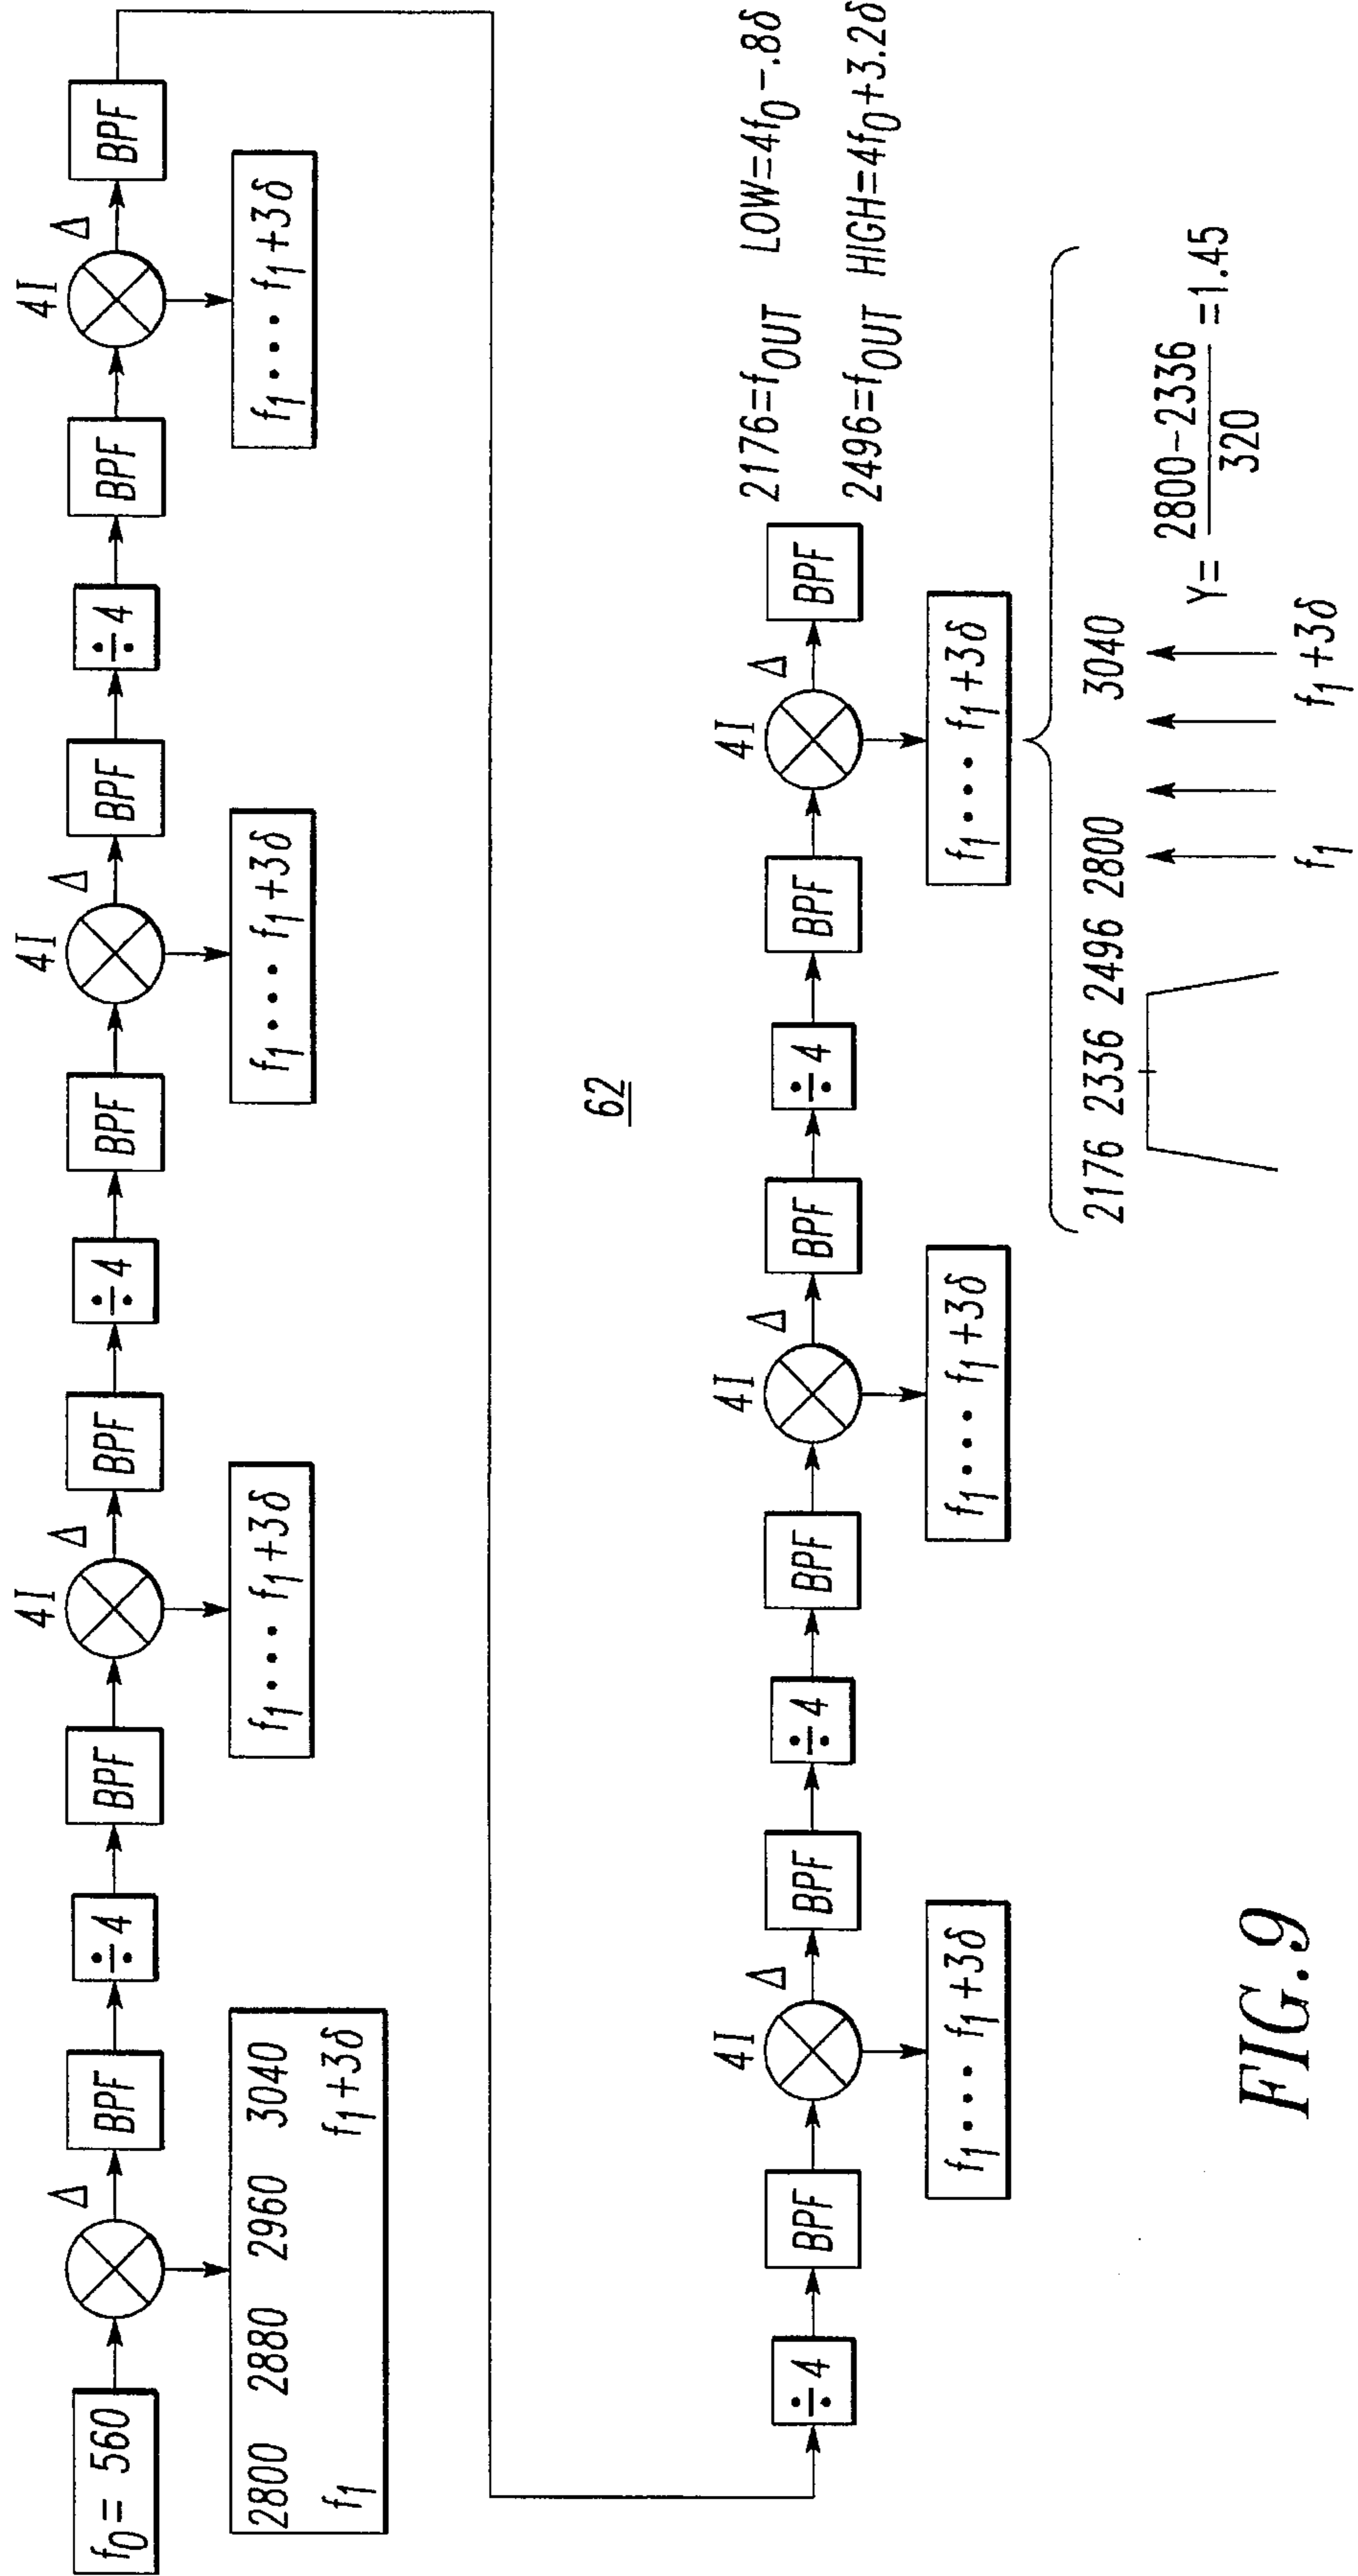 f0 = 560
Δ
BPF
÷4
BPF
4I
Δ
BPF
÷4
BPF
4I
Δ
BPF
÷4
BPF
4I
Δ
BPF
2800 2880 2960 3040
f1 f1+3δ
f1 • • • f1+3δ
f1 • • • f1+3δ
f1 • • • f1+3δ
62
÷4
BPF
4I
Δ
BPF
÷4
BPF
4I
Δ
BPF
÷4
BPF
4I
Δ
BPF
2176=fOUT LOW=4f0-.8δ
2496=fOUT HIGH=4f0+3.2δ
f1 • • • f1+3δ
f1 • • • f1+3δ
f1 • • • f1+3δ
2176 2336 2496 2800 3040
Y= 2800-2336 =1.45
320
f1 f1+3δ
FIG.9